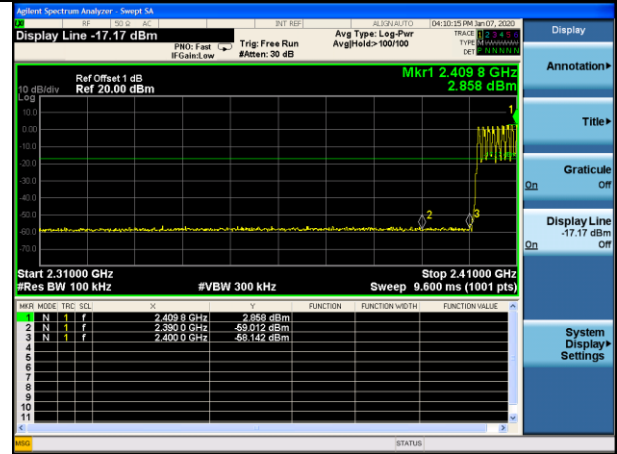 Agilent Spectrum Analyzer - Swept SA
RF 50 Ω AC INT REF ALIGNAUTO 04:10:15 PM Jan 07, 2020
Display Line -17.17 dBm
Avg Type: Log-Pwr
TRACE 1 2 3 4 5 6
PNO: Fast
Trig: Free Run
Avg|Hold:>100/100
TYPE M
IFGain:Low
#Atten: 30 dB
DET P N N N N N
Ref Offset 1 dB
Mkr1 2.409 8 GHz
10 dB/div
Ref 20.00 dBm
2.858 dBm
Log
1
10.0
0.00
-10.0
-20.0
-30.0
-40.0
-50.0
2
3
-60.0
-70.0
Start 2.31000 GHz
Stop 2.41000 GHz
#Res BW 100 kHz
#VBW 300 kHz
Sweep 9.600 ms (1001 pts)
MKR MODE TRC SCL X Y FUNCTION FUNCTION WIDTH FUNCTION VALUE
1 N 1 f 2.409 8 GHz 2.858 dBm
2 N 1 f 2.390 0 GHz -59.012 dBm
3 N 1 f 2.400 0 GHz -58.142 dBm
4
5
6
7
8
9
10
11
MSG
STATUS
Display
Annotation
Title
Graticule
On Off
Display Line
-17.17 dBm
On Off
System
Display
Settings